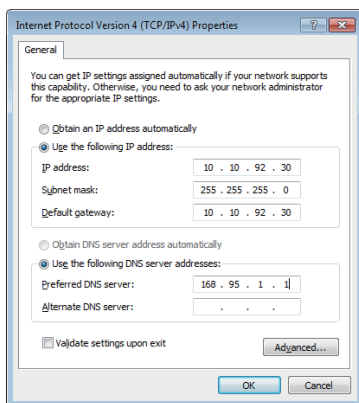 Internet Protocol Version 4 (TCP/IPv4) Properties
General
You can get IP settings assigned automatically if your network supports
this capability. Otherwise, you need to ask your network administrator
for the appropriate IP settings.
Obtain an IP address automatically
Use the following IP address:
IP address: 10 . 10 . 92 . 30
Subnet mask: 255 . 255 . 255 . 0
Default gateway: 10 . 10 . 92 . 30
Obtain DNS server address automatically
Use the following DNS server addresses:
Preferred DNS server: 168 . 95 . 1 . 1
Alternate DNS server: . . .
Validate settings upon exit
Advanced...
OK Cancel